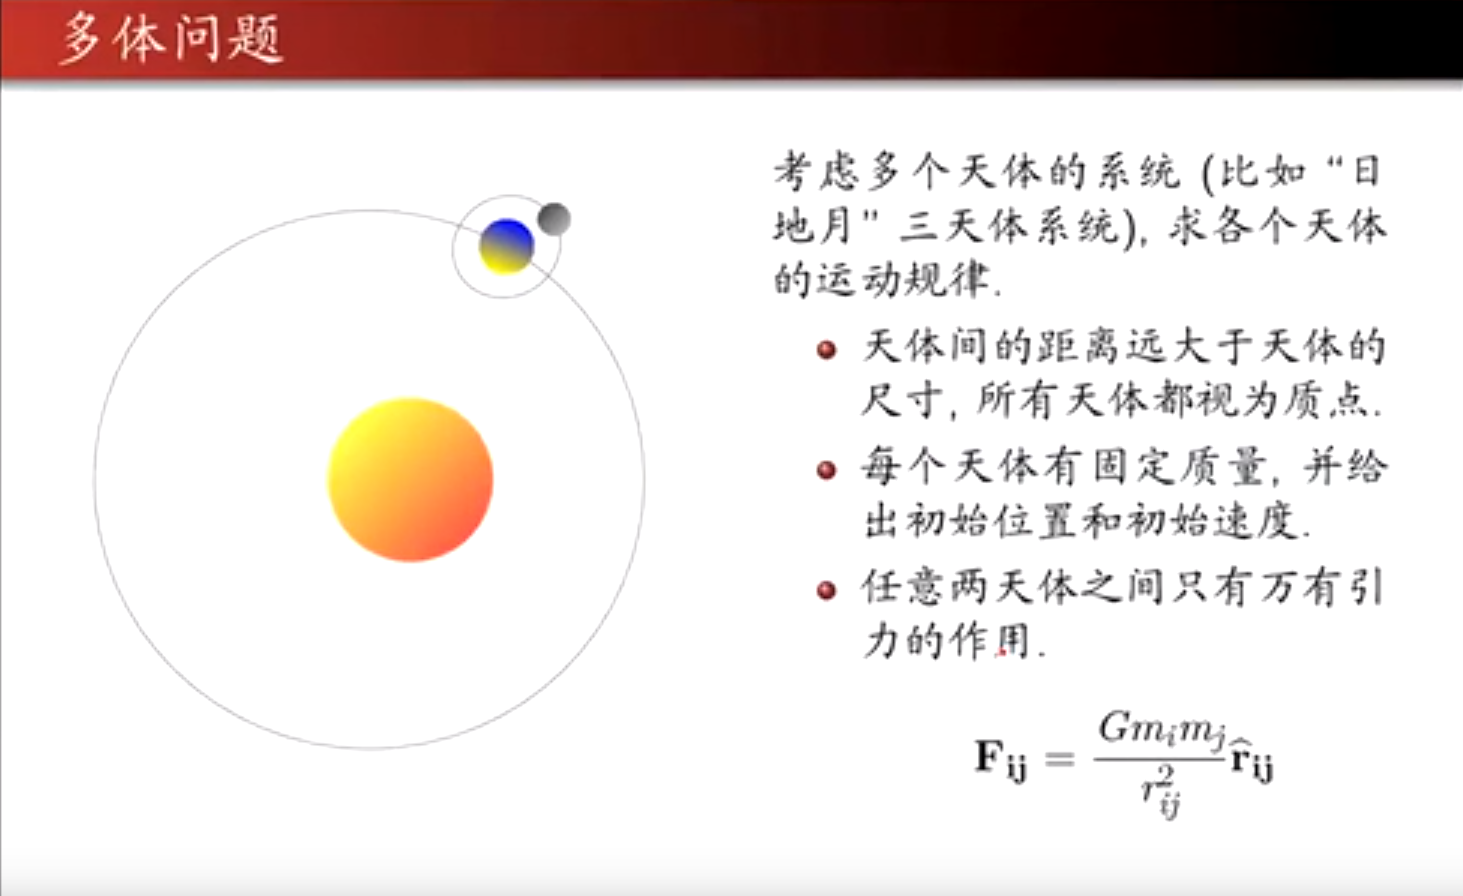 多体问题
考虑多个天体的系统 (比如 “日
地月” 三天体系统), 求各个天体
的运动规律.
天体间的距离远大于天体的
尺寸, 所有天体都视为质点.
每个天体有固定质量, 并给
出初始位置和初始速度.
任意两天体之间只有万有引
力的作用.
$\mathbf{F_{ij}} = \frac{Gm_im_j}{r_{ij}^2}\widehat{\mathbf{r}}_{\mathbf{ij}}$